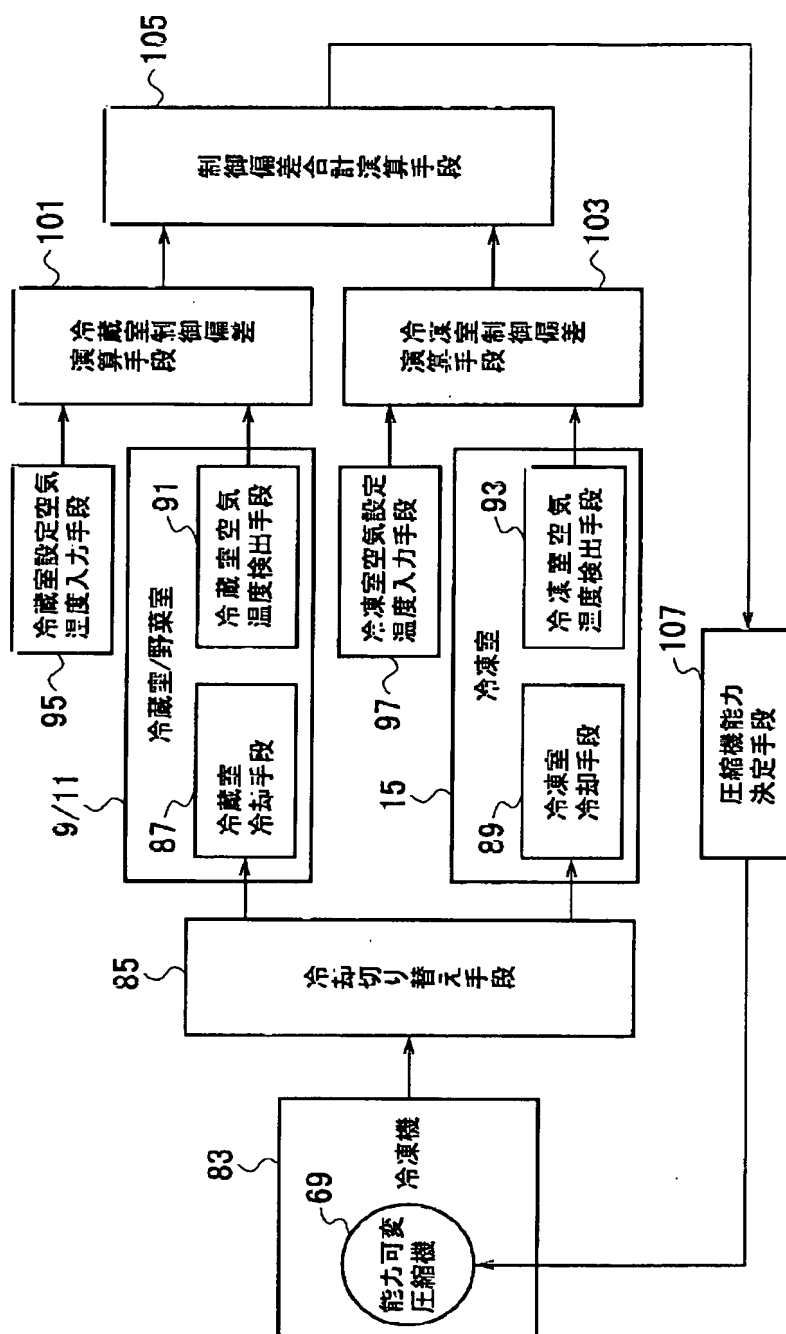 83
69
能力可変
圧縮機
冷凍機
85
冷却切り替え手段
9/11
冷蔵室/野菜室
87
冷蔵室
冷却手段
91
冷蔵室空気
温度検出手段
95
冷蔵室設定空気
温度入力手段
101
冷蔵室制御偏差
演算手段
15
冷凍室
89
冷凍室
冷却手段
93
冷凍室空気
温度検出手段
97
冷凍室空気設定
温度入力手段
103
冷凍室制御偏差
演算手段
105
制御偏差合計演算手段
107
圧縮機能力
決定手段